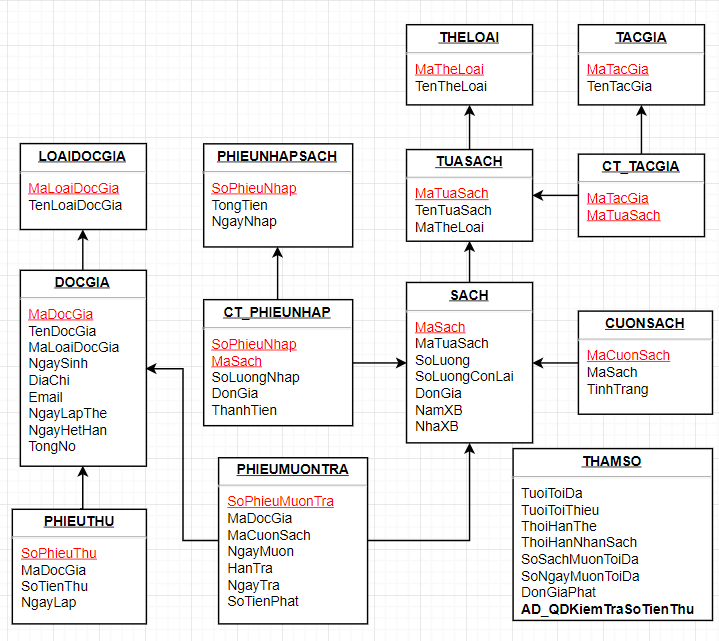 THELOAI
MaTheLoai
TenTheLoai
TACGIA
MaTacGia
TenTacGia
LOAIDOCGIA
MaLoaiDocGia
TenLoaiDocGia
PHIEUNHAPSACH
SoPhieuNhap
TongTien
NgayNhap
TUASACH
MaTuaSach
TenTuaSach
MaTheLoai
CT_TACGIA
MaTacGia
MaTuaSach
DOCGIA
MaDocGia
TenDocGia
MaLoaiDocGia
NgaySinh
DiaChi
Email
NgayLapThe
NgayHetHan
TongNo
CT_PHIEUNHAP
SoPhieuNhap
MaSach
SoLuongNhap
DonGia
ThanhTien
SACH
MaSach
MaTuaSach
SoLuong
SoLuongConLai
DonGia
NamXB
NhaXB
CUONSACH
MaCuonSach
MaSach
TinhTrang
PHIEUTHU
SoPhieuThu
MaDocGia
SoTienThu
NgayLap
PHIEUMUONTRA
SoPhieuMuonTra
MaDocGia
MaCuonSach
NgayMuon
HanTra
NgayTra
SoTienPhat
THAMSO
TuoiToiDa
TuoiToiThieu
ThoiHanThe
ThoiHanNhanSach
SoSachMuonToiDa
SoNgayMuonToiDa
DonGiaPhat
AD_QDKiemTraSoTienThu